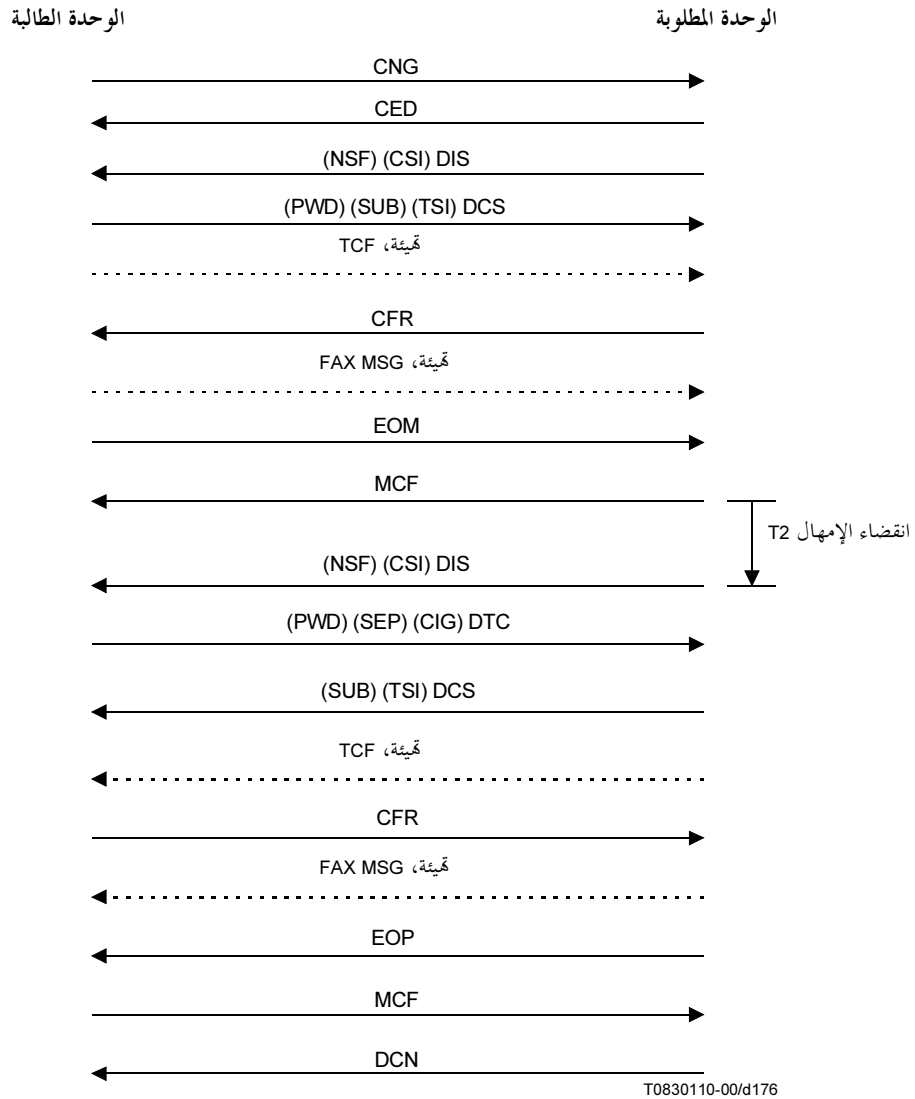 الوحدة الطالبة
الوحدة المطلوبة
CNG
CED
(NSF) (CSI) DIS
(PWD) (SUB) (TSI) DCS
تهيئة، TCF
CFR
تهيئة، FAX MSG
EOM
MCF
انقضاء الإمهال T2
(NSF) (CSI) DIS
(PWD) (SEP) (CIG) DTC
(SUB) (TSI) DCS
تهيئة، TCF
CFR
تهيئة، FAX MSG
EOP
MCF
DCN
T0830110-00/d176